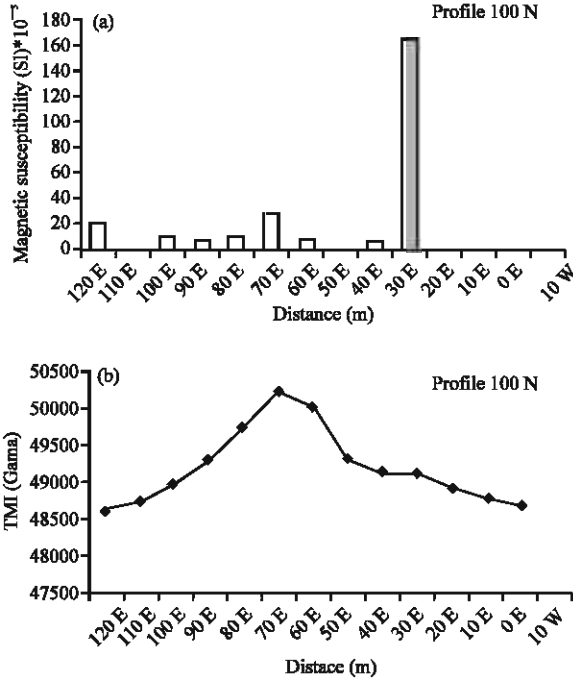 (a)
Profile 100 N
Magnetic susceptibility (SI)*10⁻⁵
180
160
140
120
100
80
60
40
20
0
120 E
110 E
100 E
90 E
80 E
70 E
60 E
50 E
40 E
30 E
20 E
10 E
0 E
10 W
Distance (m)
(b)
Profile 100 N
TMI (Gama)
50500
50000
49500
49000
48500
48000
47500
120 E
110 E
100 E
90 E
80 E
70 E
60 E
50 E
40 E
30 E
20 E
10 E
0 E
10 W
Distace (m)